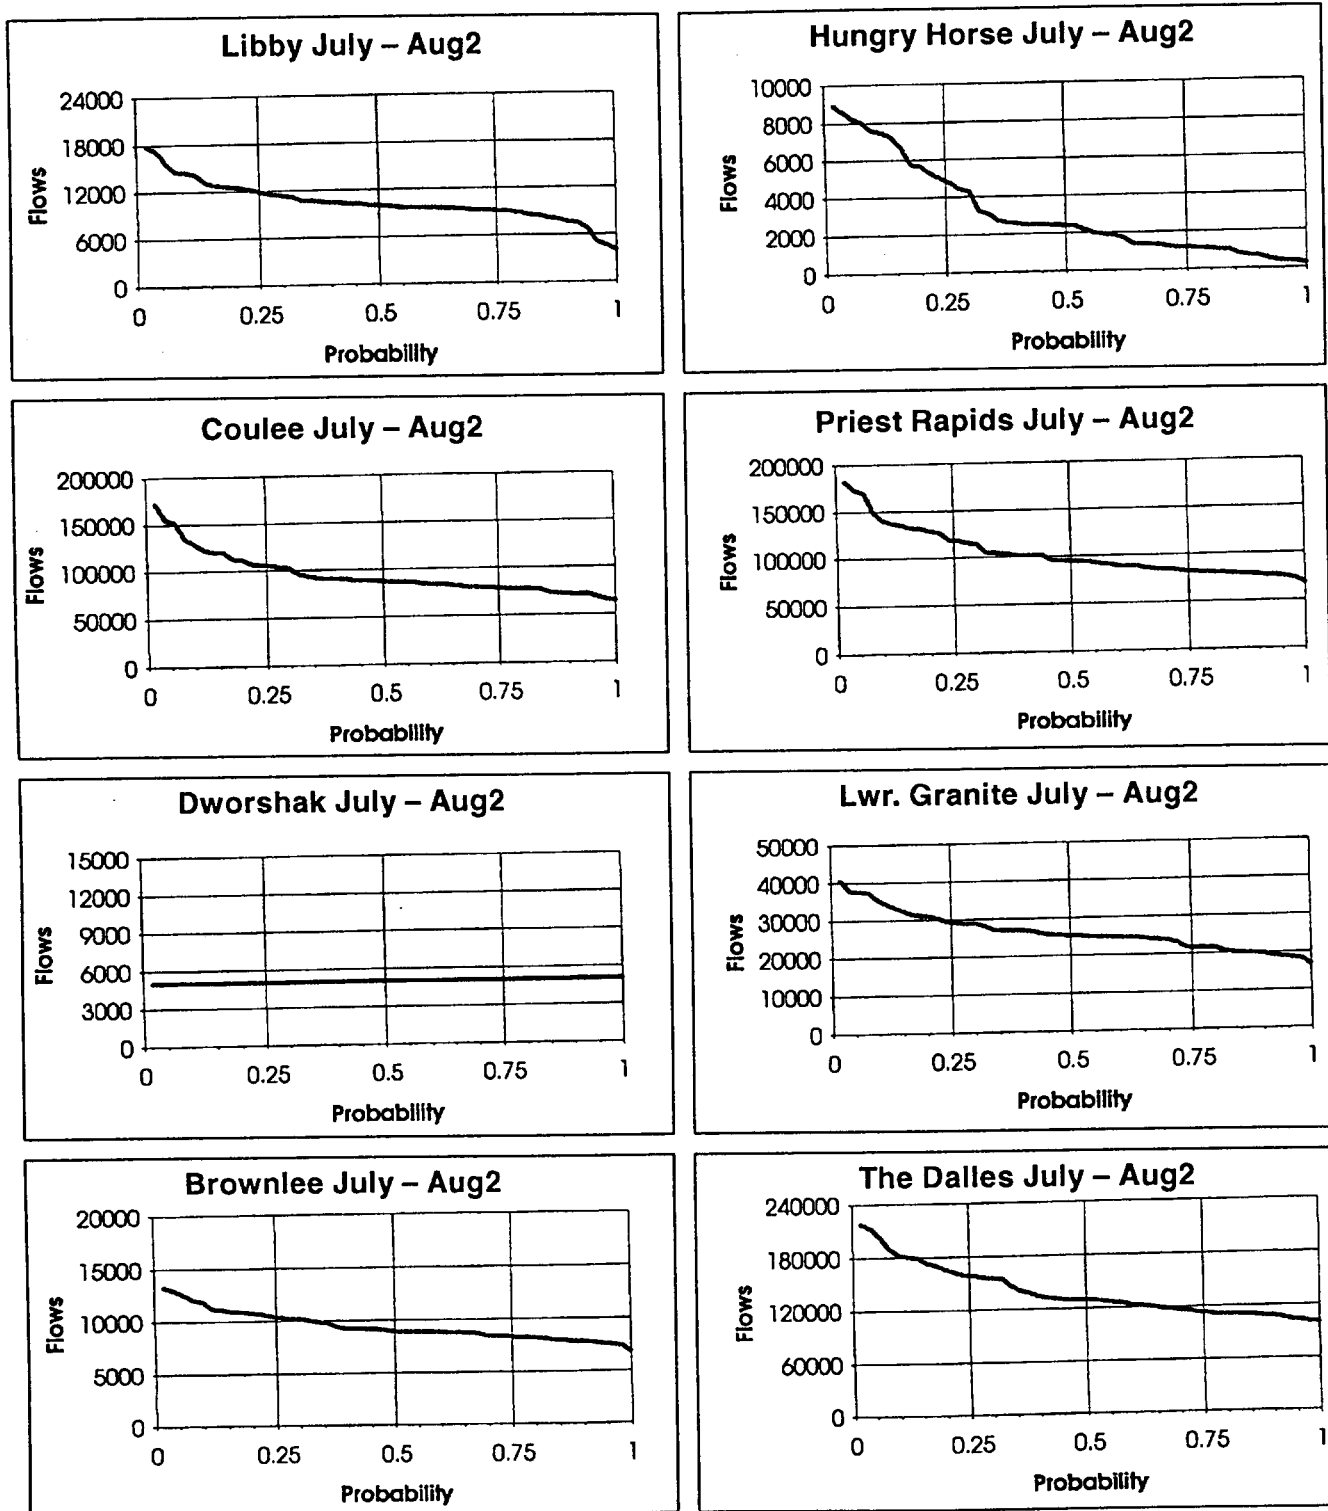 Libby July – Aug2
24000
18000
12000
6000
0
Flows
0 0.25 0.5 0.75 1
Probability
Hungry Horse July – Aug2
10000
8000
6000
4000
2000
0
Flows
0 0.25 0.5 0.75 1
Probability
Coulee July – Aug2
200000
150000
100000
50000
0
Flows
0 0.25 0.5 0.75 1
Probability
Priest Rapids July – Aug2
200000
150000
100000
50000
0
Flows
0 0.25 0.5 0.75 1
Probability
Dworshak July – Aug2
15000
12000
9000
6000
3000
0
Flows
0 0.25 0.5 0.75 1
Probability
Lwr. Granite July – Aug2
50000
40000
30000
20000
10000
0
Flows
0 0.25 0.5 0.75 1
Probability
Brownlee July – Aug2
20000
15000
10000
5000
0
Flows
0 0.25 0.5 0.75 1
Probability
The Dalles July – Aug2
240000
180000
120000
60000
0
Flows
0 0.25 0.5 0.75 1
Probability